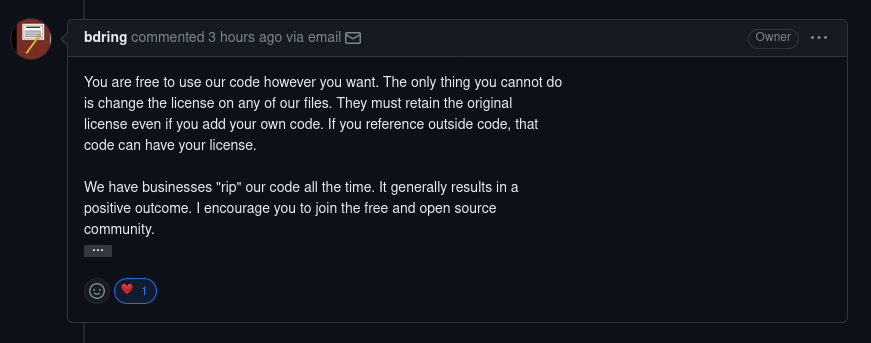 bdring commented 3 hours ago via email
Owner
...
You are free to use our code however you want. The only thing you cannot do
is change the license on any of our files. They must retain the original
license even if you add your own code. If you reference outside code, that
code can have your license.
We have businesses "rip" our code all the time. It generally results in a
positive outcome. I encourage you to join the free and open source
community.
...
1